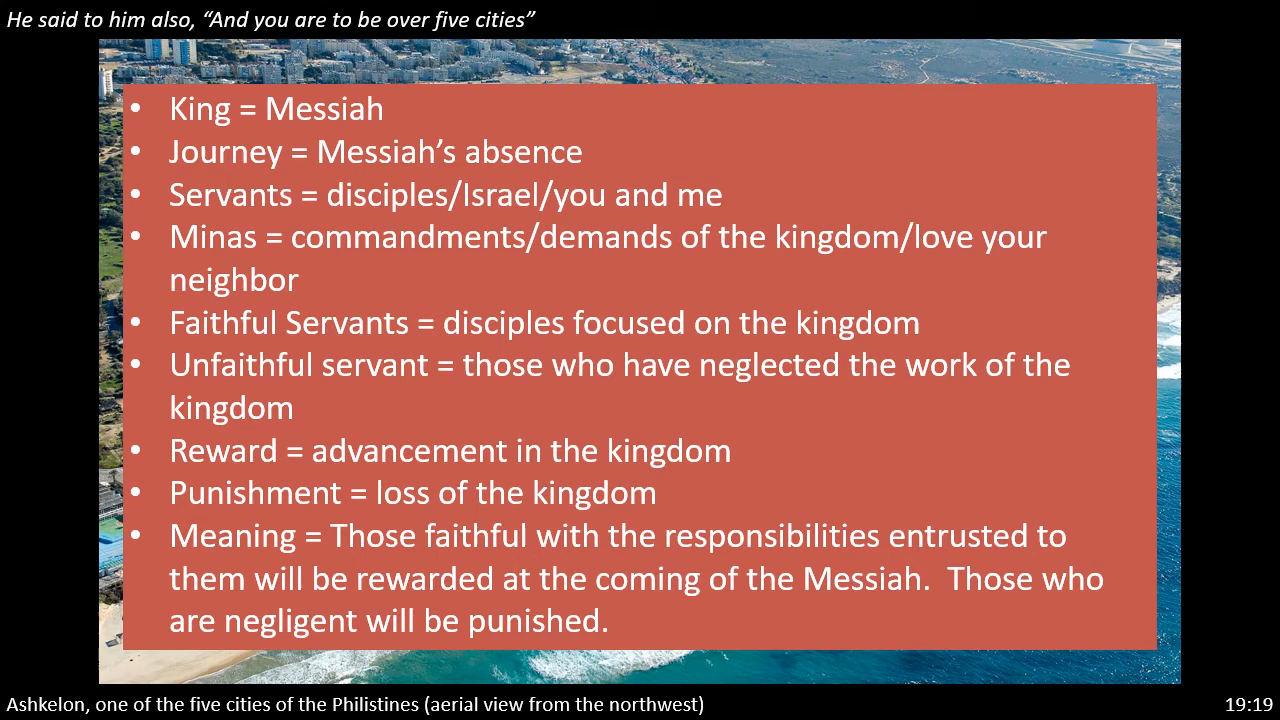 He said to him also, “And you are to be over five cities”
• King = Messiah
• Journey = Messiah’s absence
• Servants = disciples/Israel/you and me
• Minas = commandments/demands of the kingdom/love your
neighbor
• Faithful Servants = disciples focused on the kingdom
• Unfaithful servant = those who have neglected the work of the
kingdom
• Reward = advancement in the kingdom
• Punishment = loss of the kingdom
• Meaning = Those faithful with the responsibilities entrusted to
them will be rewarded at the coming of the Messiah.  Those who
are negligent will be punished.
Ashkelon, one of the five cities of the Philistines (aerial view from the northwest)
19:19